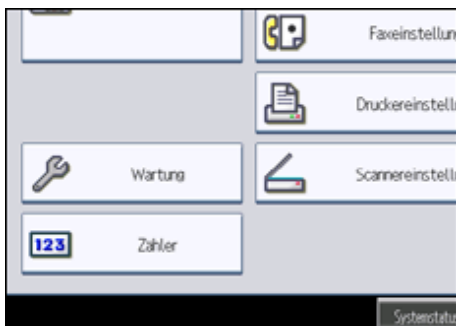 Faxeinstellun
Druckereinstell
Wartung
Scannereinstell
123
Zähler
Systemstatu